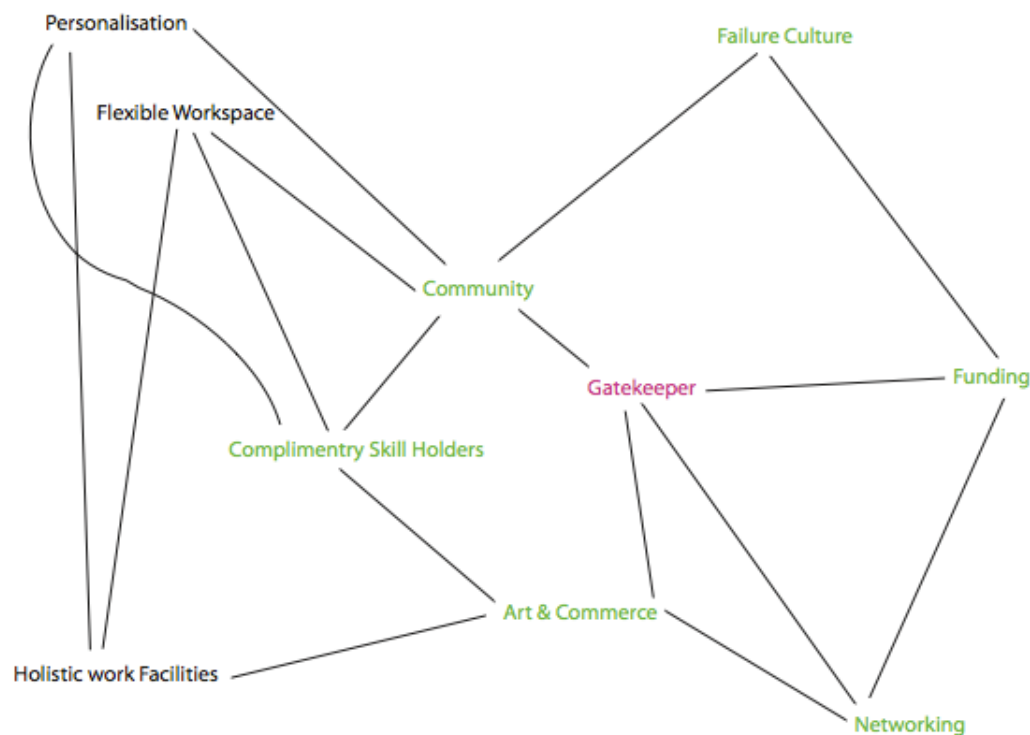 Personalisation
Failure Culture
Flexible Workspace
Community
Gatekeeper
Funding
Complimentry Skill Holders
Art & Commerce
Holistic work Facilities
Networking